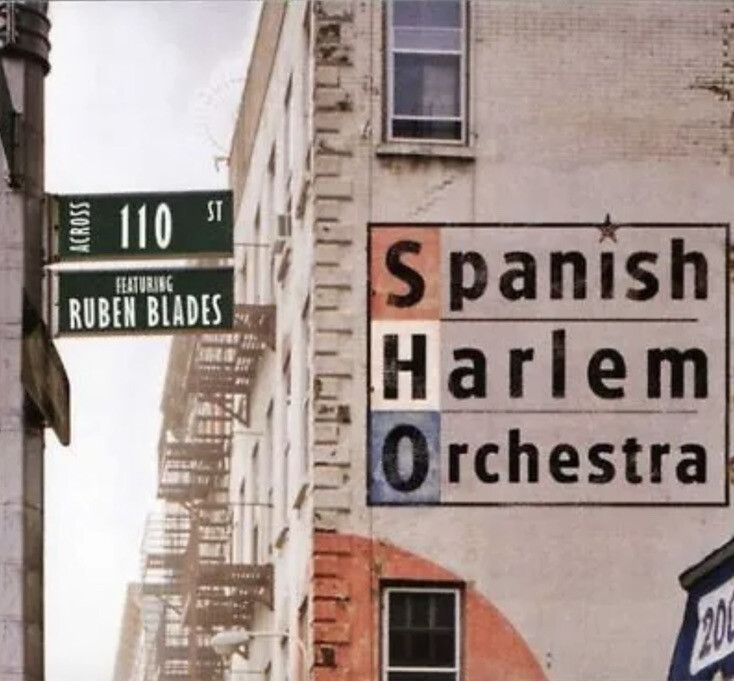 ACROSS 110 ST
FEATURING
RUBEN BLADES
Spanish
Harlem
Orchestra